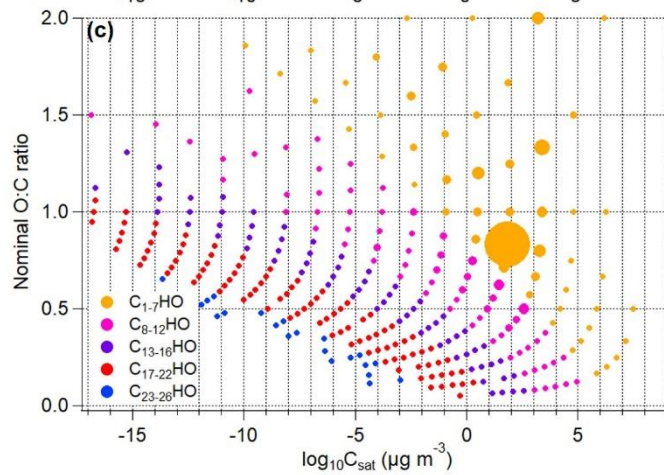 (c)
2.0
1.5
1.0
0.5
0.0
Nominal O:C ratio
C₁₋₇HO
C₈₋₁₂HO
C₁₃₋₁₆HO
C₁₇₋₂₂HO
C₂₃₋₂₆HO
-15
-10
-5
0
5
log₁₀C_sat (µg m⁻³)